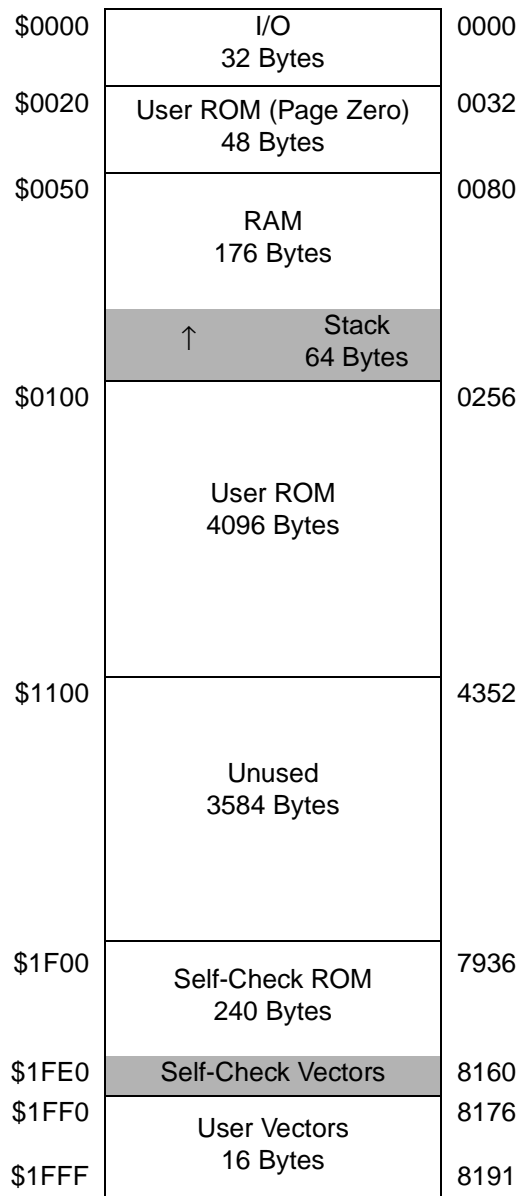 $0000 I/O 0000
32 Bytes
$0020 User ROM (Page Zero) 0032
48 Bytes
$0050 0080
RAM
176 Bytes
↑ Stack
64 Bytes
$0100 0256
User ROM
4096 Bytes
$1100 4352
Unused
3584 Bytes
$1F00 7936
Self-Check ROM
240 Bytes
$1FE0 Self-Check Vectors 8160
$1FF0 8176
User Vectors
16 Bytes
$1FFF 8191